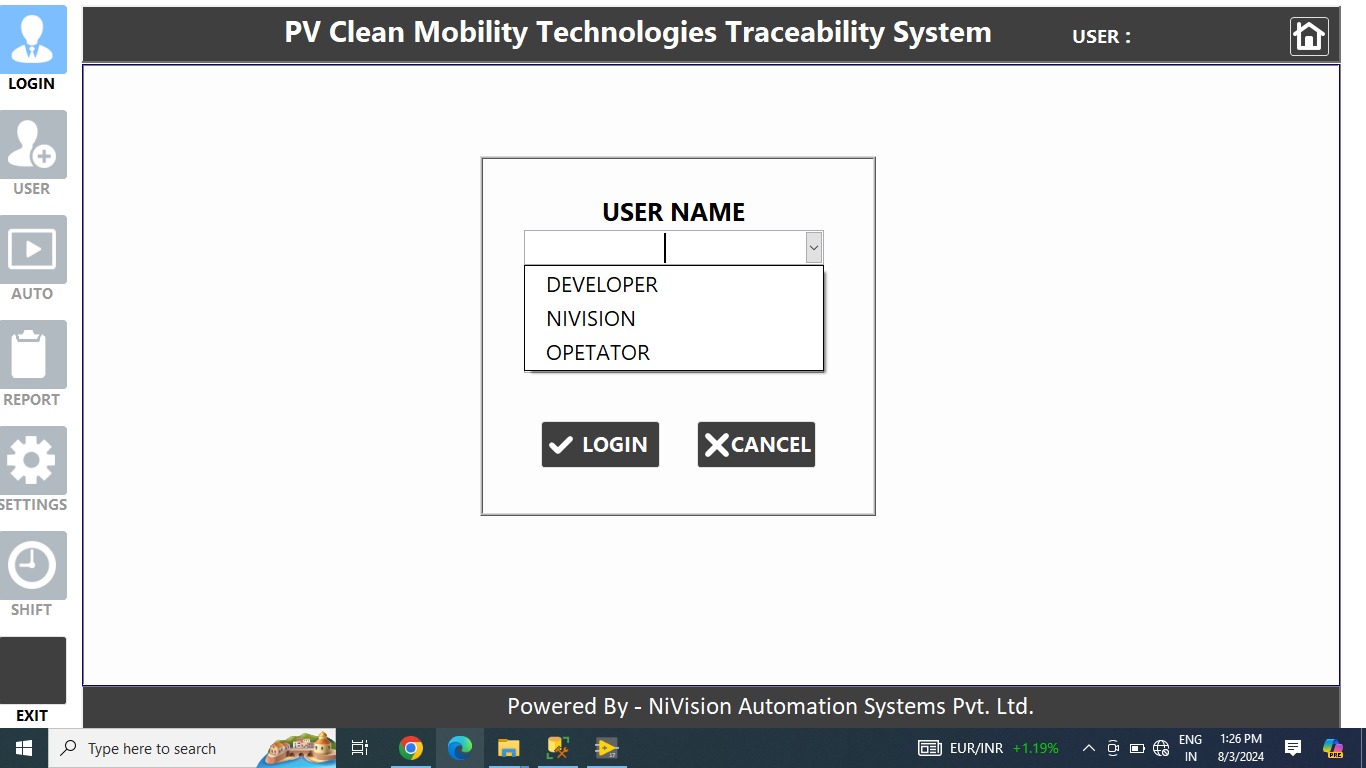 PV Clean Mobility Technologies Traceability System
USER :
LOGIN
USER
AUTO
REPORT
SETTINGS
SHIFT
EXIT
USER NAME
DEVELOPER
NIVISION
OPETATOR
LOGIN
CANCEL
Powered By - NiVision Automation Systems Pvt. Ltd.
Type here to search
EUR/INR +1.19%
ENG
IN
1:26 PM
8/3/2024